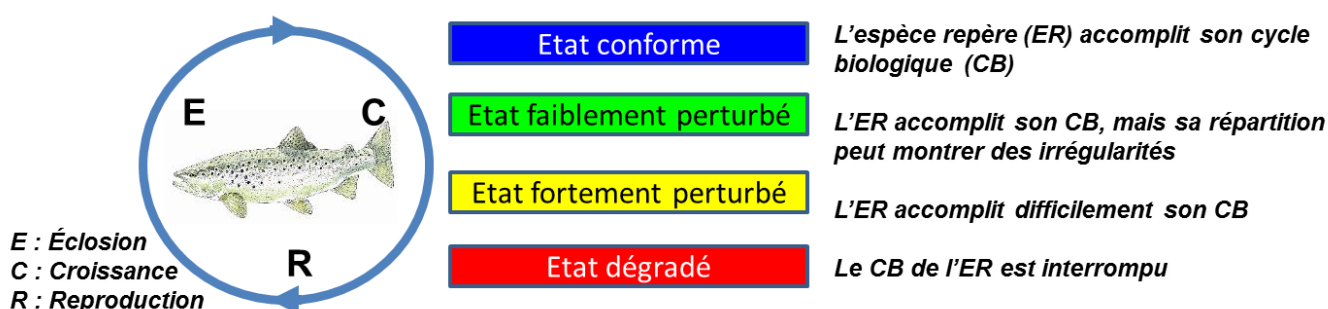 E
C
R
E : Éclosion
C : Croissance
R : Reproduction
Etat conforme
L'espèce repère (ER) accomplit son cycle
biologique (CB)
Etat faiblement perturbé
L'ER accomplit son CB, mais sa répartition
peut montrer des irrégularités
Etat fortement perturbé
L'ER accomplit difficilement son CB
Etat dégradé
Le CB de l'ER est interrompu